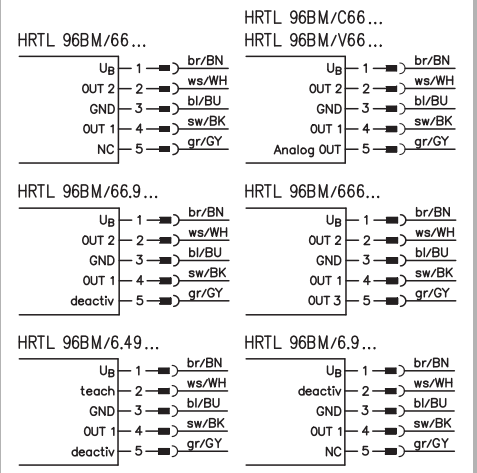 HRTL 96BM/66...
br/BN
UB 1
ws/WH
OUT 2 2
bl/BU
GND 3
sw/BK
OUT 1 4
gr/GY
NC 5
HRTL 96BM/C66...
HRTL 96BM/V66...
br/BN
UB 1
ws/WH
OUT 2 2
bl/BU
GND 3
sw/BK
OUT 1 4
gr/GY
Analog OUT 5
HRTL 96BM/66.9...
br/BN
UB 1
ws/WH
OUT 2 2
bl/BU
GND 3
sw/BK
OUT 1 4
gr/GY
deactiv 5
HRTL 96BM/666...
br/BN
UB 1
ws/WH
OUT 2 2
bl/BU
GND 3
sw/BK
OUT 1 4
gr/GY
OUT 3 5
HRTL 96BM/6.49...
br/BN
UB 1
ws/WH
teach 2
bl/BU
GND 3
sw/BK
OUT 1 4
gr/GY
deactiv 5
HRTL 96BM/6.9...
br/BN
UB 1
ws/WH
deactiv 2
bl/BU
GND 3
sw/BK
OUT 1 4
gr/GY
NC 5